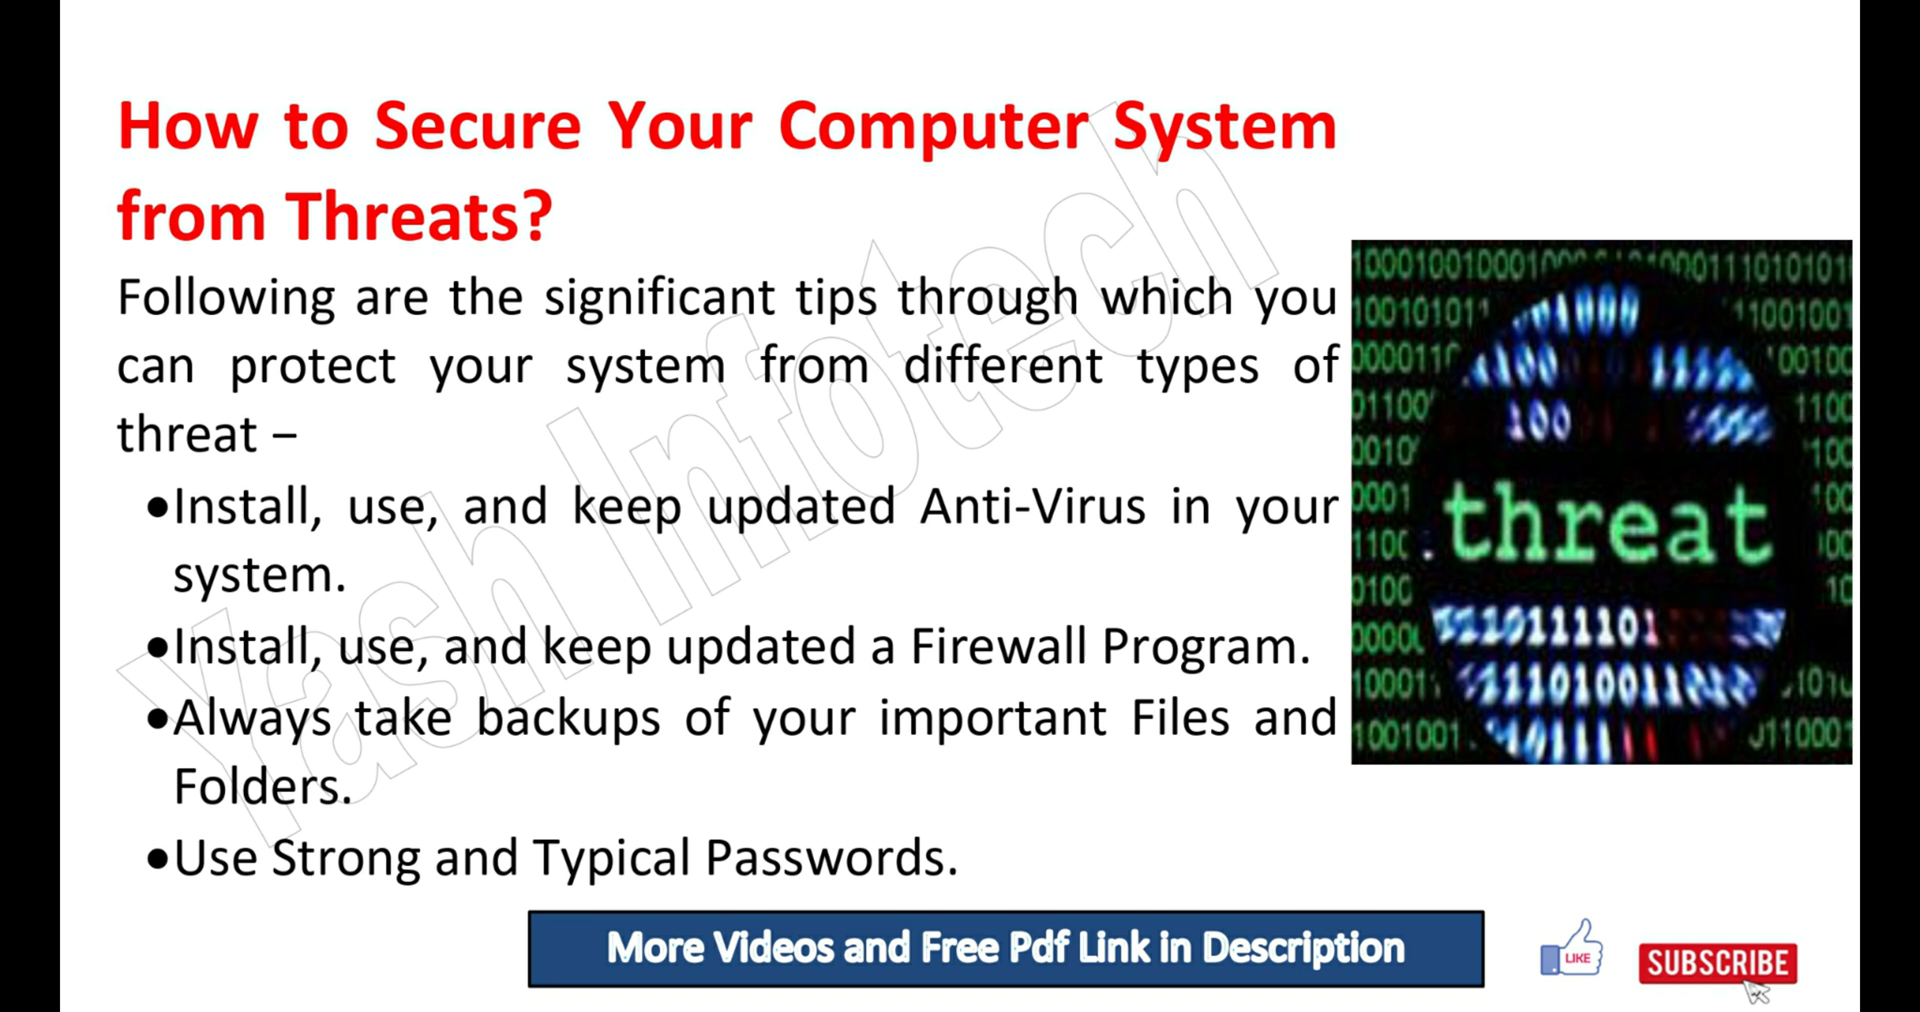 How to Secure Your Computer System
from Threats?
Following are the significant tips through which you
can protect your system from different types of
threat –
•Install, use, and keep updated Anti-Virus in your
system.
•Install, use, and keep updated a Firewall Program.
•Always take backups of your important Files and
Folders.
•Use Strong and Typical Passwords.
Yash Infotech
threat
More Videos and Free Pdf Link in Description
LIKE
SUBSCRIBE